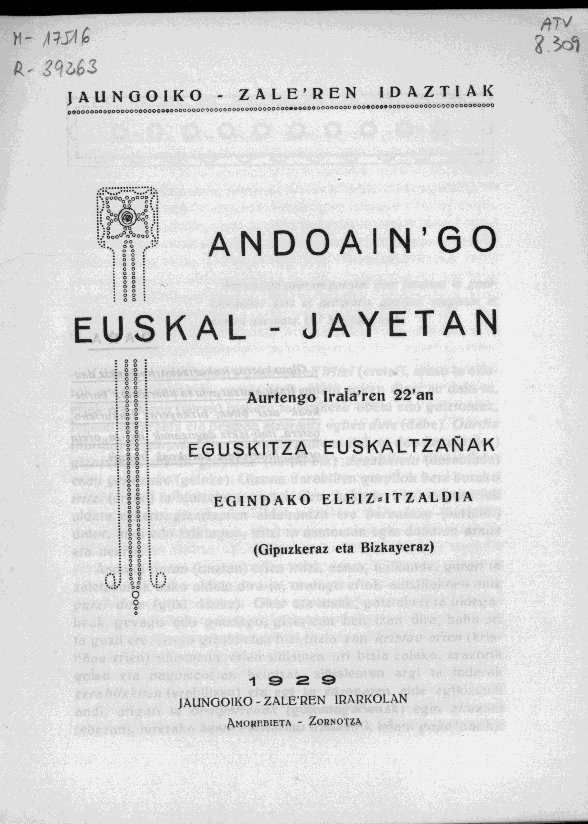 M- 17516
R- 39263
ATV
8.309
JAUNGOIKO - ZALE'REN IDAZTIAK
ANDOAIN'GO
EUSKAL - JAYETAN
Aurtengo Iraĺa'ren 22'an
EGUSKITZA EUSKALTZAÑAK
EGINDAKO ELEIZ-ITZALDIA
(Gipuzkeraz eta Bizkayeraz)
1929
JAUNGOIKO-ZALE'REN IRARKOLAN
AMOREBIETA - ZORNOTZA